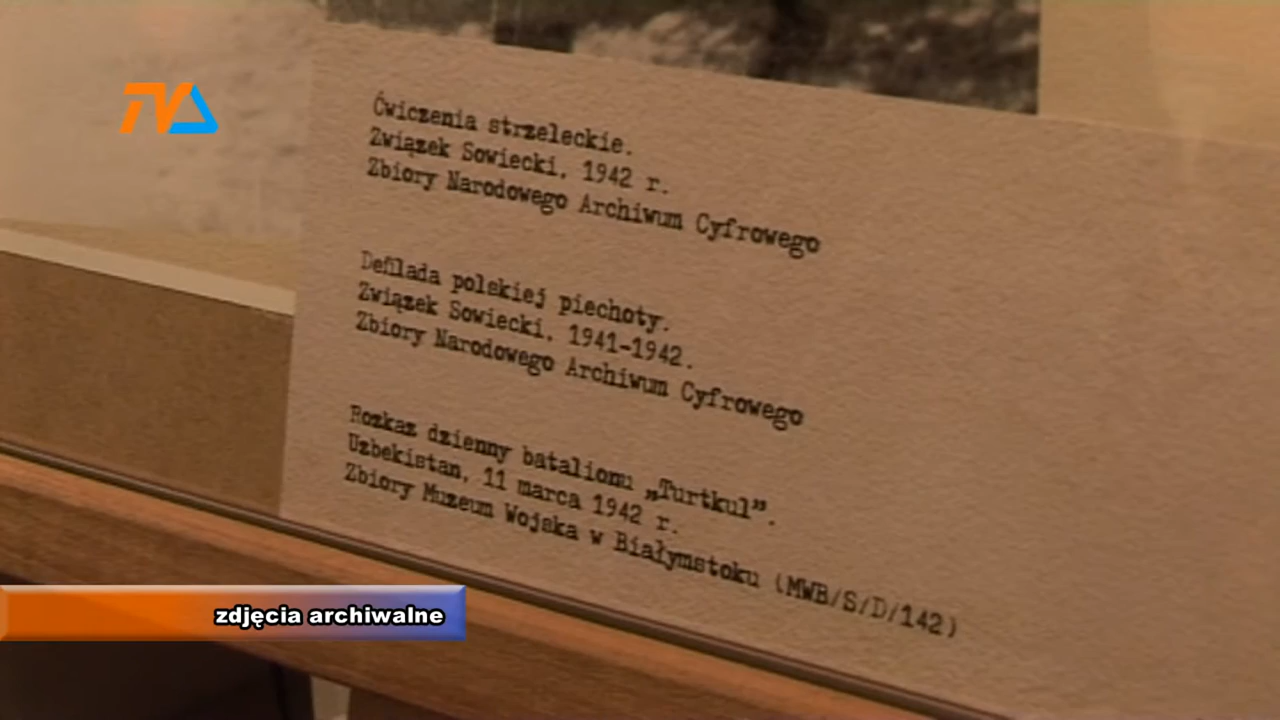 TVA
Ćwiczenia strzeleckie.
Związek Sowiecki, 1942 r.
Zbiory Narodowego Archiwum Cyfrowego
Defilada polskiej piechoty.
Związek Sowiecki, 1941-1942.
Zbiory Narodowego Archiwum Cyfrowego
Rozkaz dzienny batalionu „Turtkul”.
Uzbekistan, 11 marca 1942 r.
Zbiory Muzeum Wojska w Białymstoku (MWB/S/D/142)
zdjęcia archiwalne